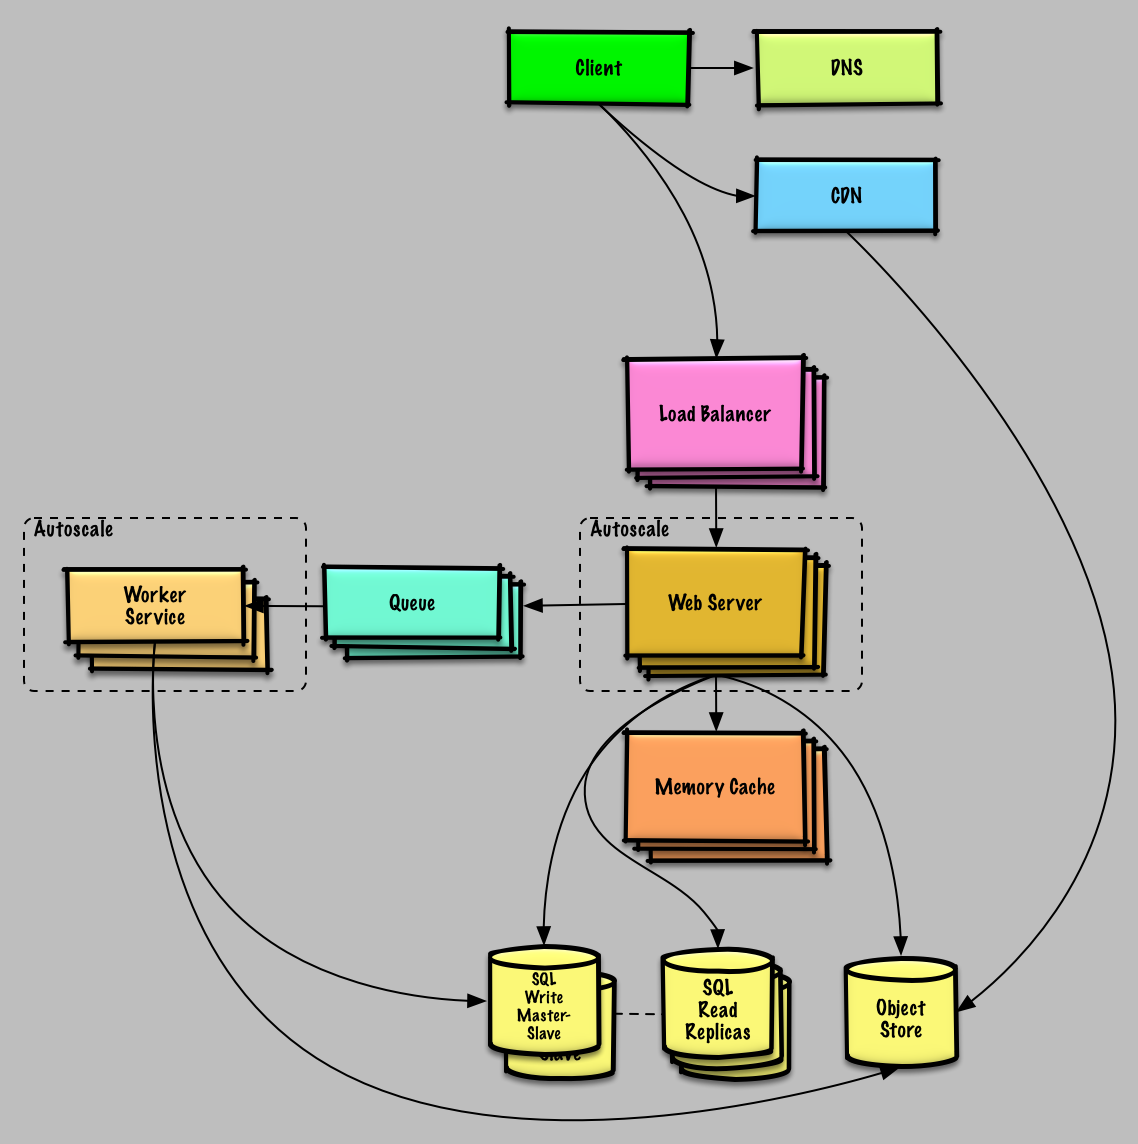 Client
DNS
CDN
Load Balancer
Autoscale
Autoscale
Worker
Service
Queue
Web Server
Memory Cache
SQL
Write
Master-
Slave
Slave
SQL
Read
Replicas
Object
Store